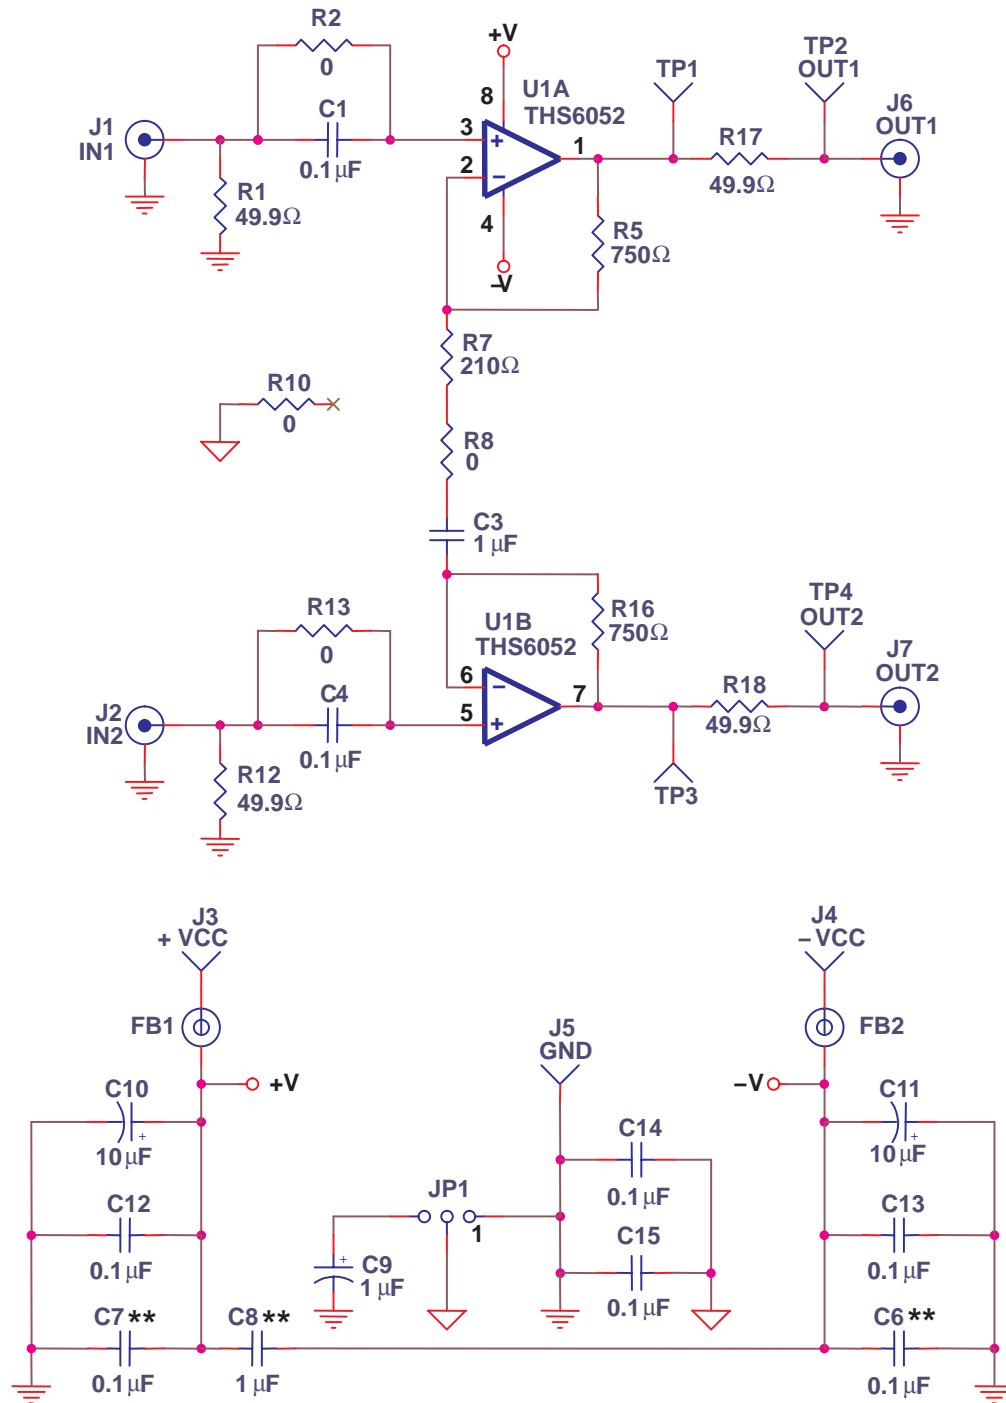 R2
0
+V
TP1
TP2
OUT1
J1
IN1
C1
0.1 µF
8
U1A
THS6052
3
+
2
−
1
4
−V
R17
49.9Ω
J6
OUT1
R1
49.9Ω
R5
750Ω
R7
210Ω
R10
0
R8
0
C3
1 µF
R13
0
U1B
THS6052
R16
750Ω
TP4
OUT2
J2
IN2
C4
0.1 µF
6
−
5
+
7
R18
49.9Ω
J7
OUT2
R12
49.9Ω
TP3
J3
+ VCC
J4
− VCC
FB1
J5
GND
FB2
+V
−V
C10
+
10 µF
C11
+
10 µF
C14
0.1 µF
C12
0.1 µF
JP1
1
C13
0.1 µF
+
C9
1 µF
C15
0.1 µF
C7**
0.1 µF
C8**
1 µF
C6**
0.1 µF